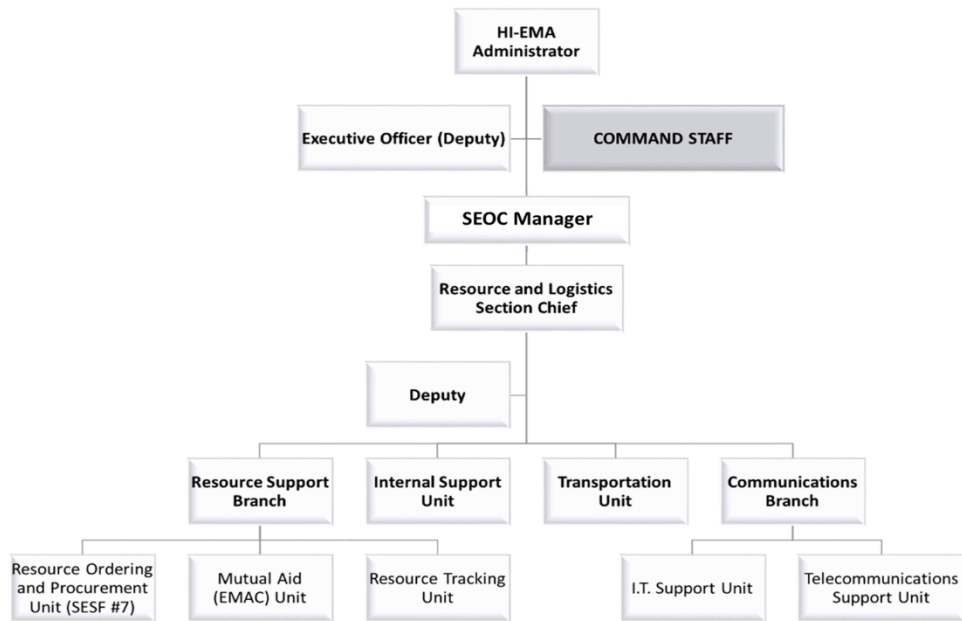 HI-EMA
Administrator
Executive Officer (Deputy)
COMMAND STAFF
SEOC Manager
Resource and Logistics
Section Chief
Deputy
Resource Support
Branch
Internal Support
Unit
Transportation
Unit
Communications
Branch
Resource Ordering
and Procurement
Unit (SESF #7)
Mutual Aid
(EMAC) Unit
Resource Tracking
Unit
I.T. Support Unit
Telecommunications
Support Unit